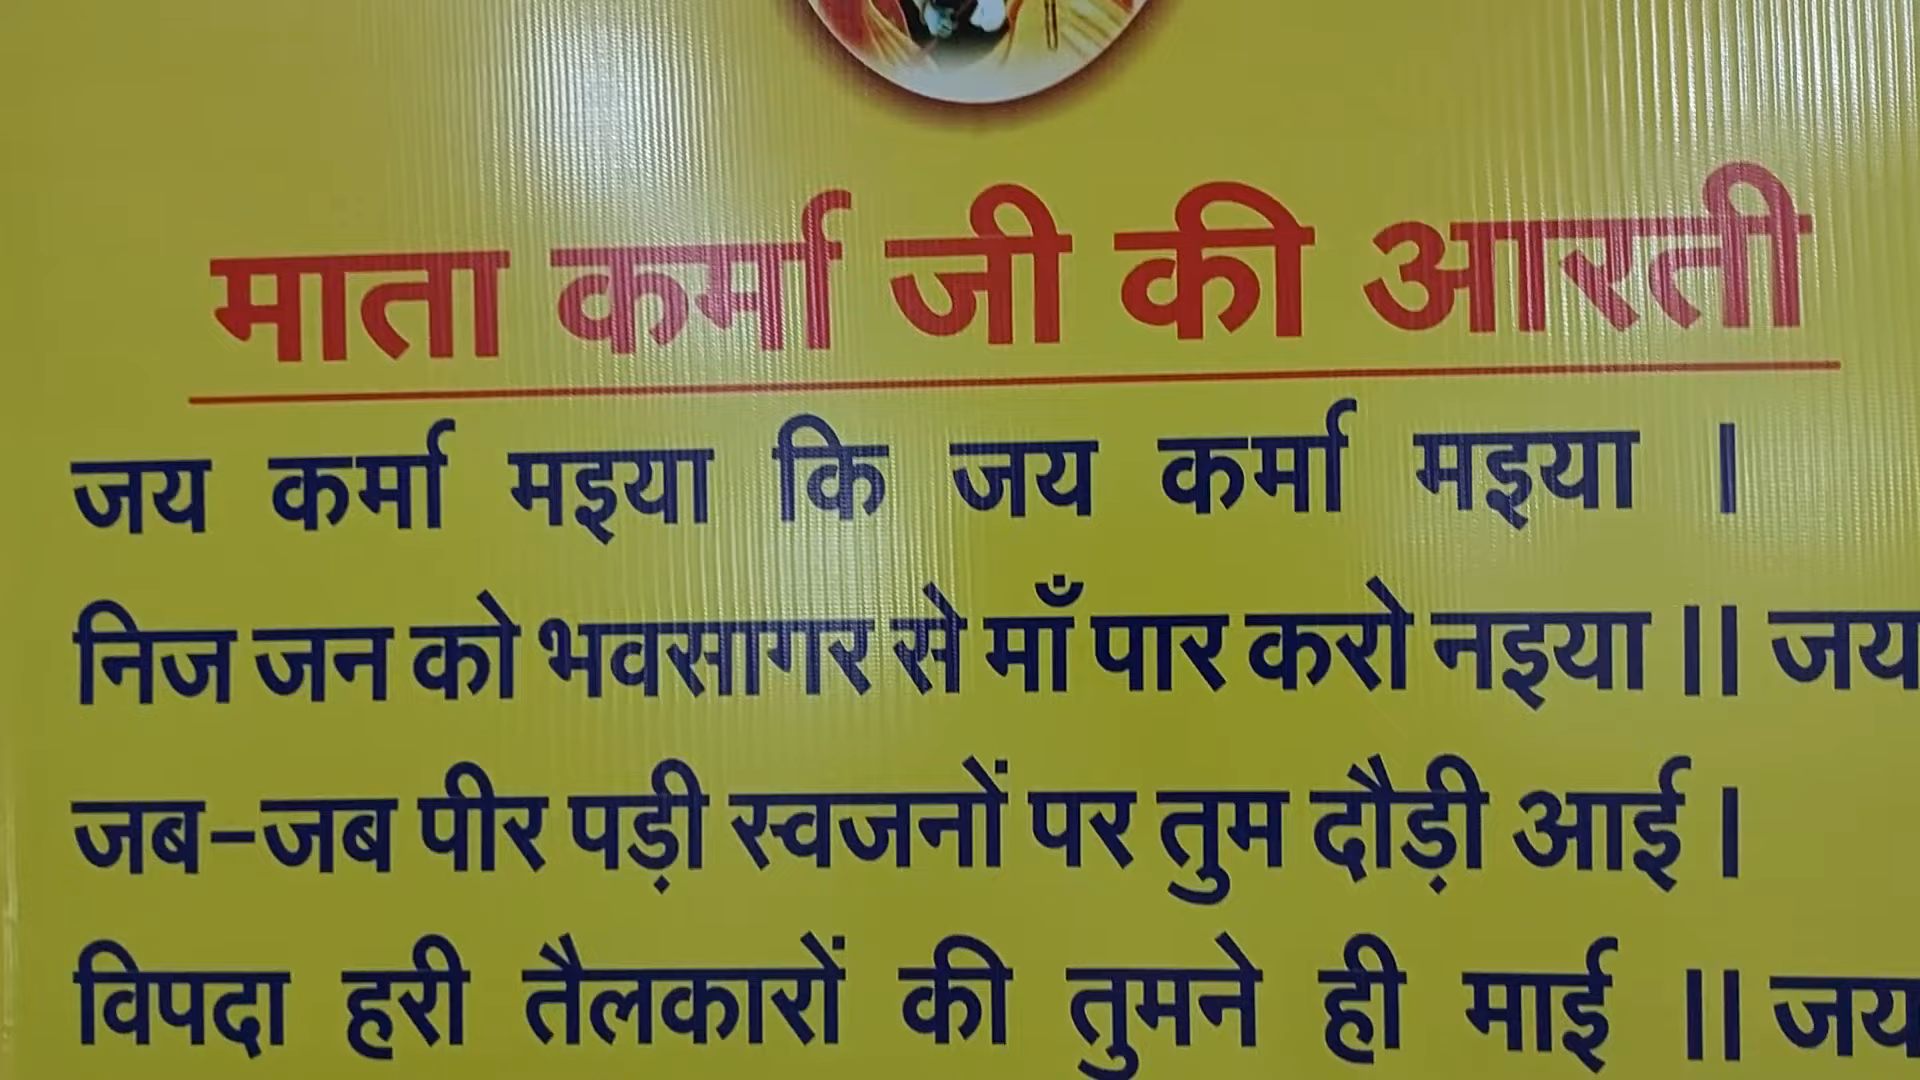 माता कर्मा जी की आरती
जय कर्मा मइया कि जय कर्मा मइया ।
निज जन को भवसागर से माँ पार करो नइया ।। जय
जब-जब पीर पड़ी स्वजनों पर तुम दौड़ी आई ।
विपदा हरी तैलकारों की तुमने ही माई ।। जय